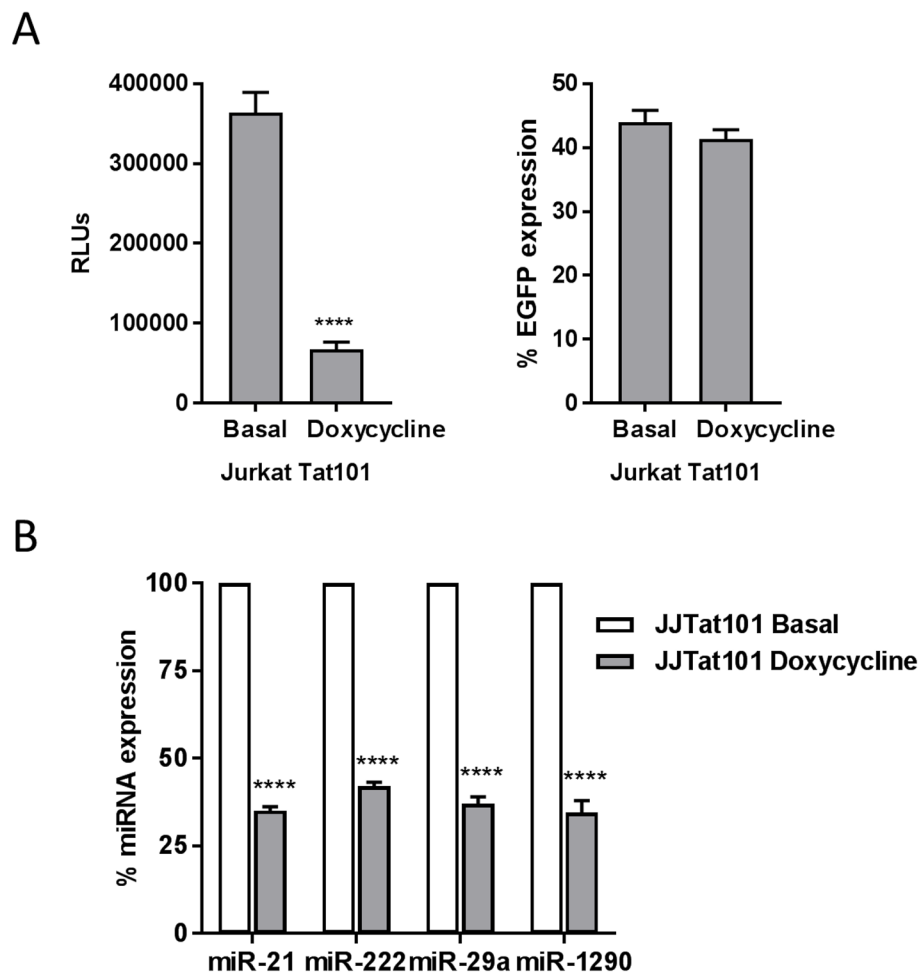 A
400000
300000
200000
100000
0
RLUs
****
Basal Doxycycline
Jurkat Tat101
50
40
30
20
10
0
% EGFP expression
Basal Doxycycline
Jurkat Tat101
B
100
75
50
25
0
% miRNA expression
**** **** **** ****
miR-21 miR-222 miR-29a miR-1290
JJTat101 Basal
JJTat101 Doxycycline